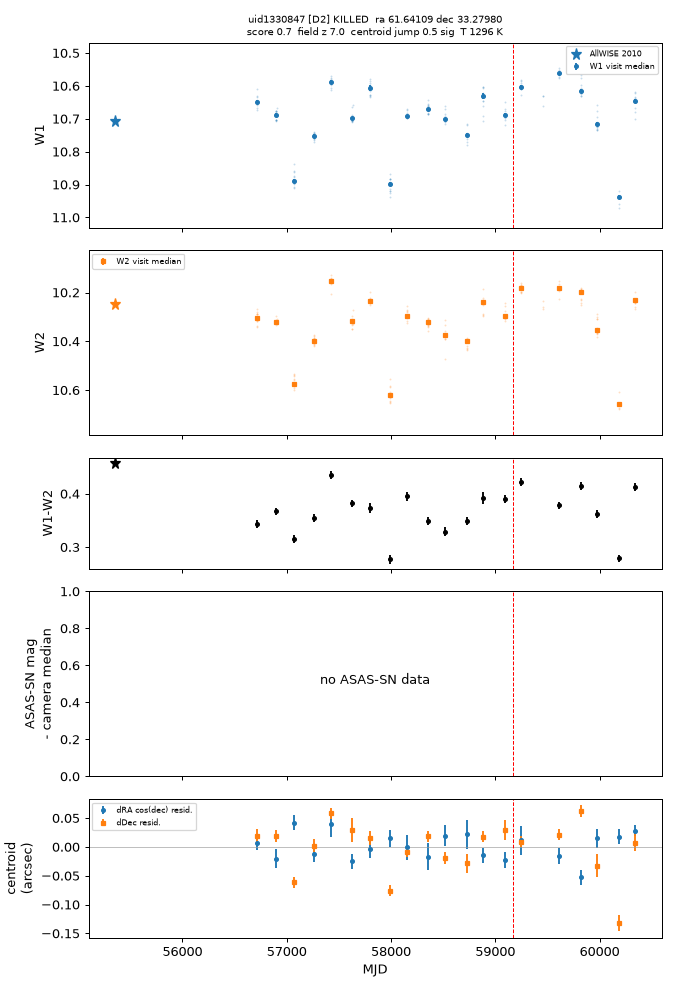 uid1330847 [D2] KILLED ra 61.64109 dec 33.27980
score 0.7 field z 7.0 centroid jump 0.5 sig T 1296 K
10.5
10.6
10.7
10.8
10.9
11.0
W1
AllWISE 2010
W1 visit median
10.2
10.4
10.6
W2
W2 visit median
0.4
0.3
W1-W2
1.0
0.8
0.6
0.4
0.2
0.0
ASAS-SN mag
- camera median
no ASAS-SN data
0.05
0.00
−0.05
−0.10
−0.15
centroid
(arcsec)
dRA cos(dec) resid.
dDec resid.
56000 57000 58000 59000 60000
MJD